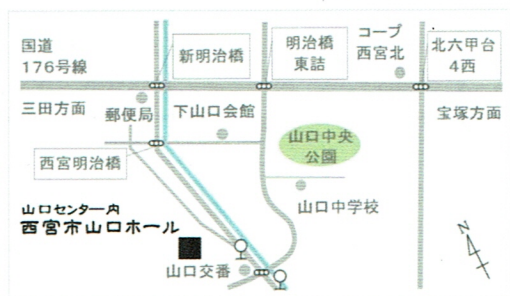 国道
176号線
新明治橋
明治橋
東詰
コープ
西宮北
北六甲台
4西
三田方面
郵便局
下山口会館
宝塚方面
山口中央
公園
西宮明治橋
山口センター内
西宮市山口ホール
山口中学校
山口交番
N